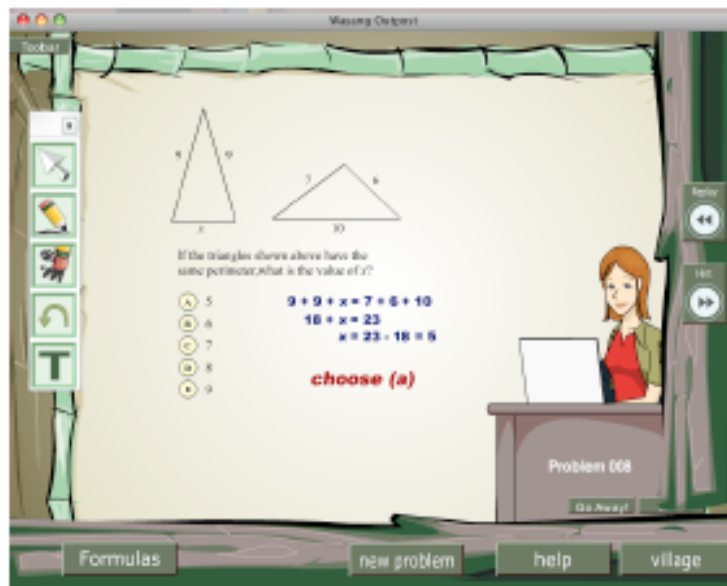 Wayang Outpost
Toolbar
9
9
x
7
6
10
If the triangles shown above have the
same perimeter, what is the value of x?
A 5
B 6
C 7
D 8
E 9
9 + 9 + x = 7 + 6 + 10
18 + x = 23
x = 23 - 18 = 5
choose (a)
Replay
Hint
Problem 008
Go Away!
Formulas
new problem
help
village